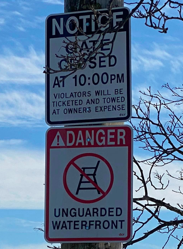 NOTICE
GATE
CLOSED
AT 10:00PM
VIOLATORS WILL BE
TICKETED AND TOWED
AT OWNERS EXPENSE
DANGER
UNGUARDED
WATERFRONT